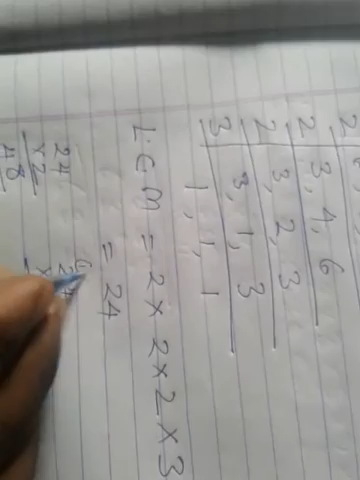 2
2 3, 4, 6
2 3, 2, 3
3 3, 1, 3
1, 1, 1
L C M = 2 × 2 × 2 × 3
= 24
24
×2
48